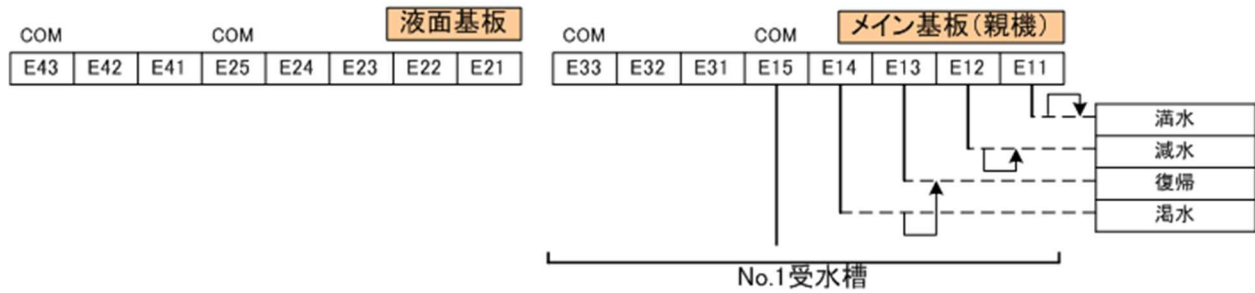 液面基板
COM COM
E43 E42 E41 E25 E24 E23 E22 E21
メイン基板(親機)
COM COM
E33 E32 E31 E15 E14 E13 E12 E11
満水
減水
復帰
渇水
No.1受水槽